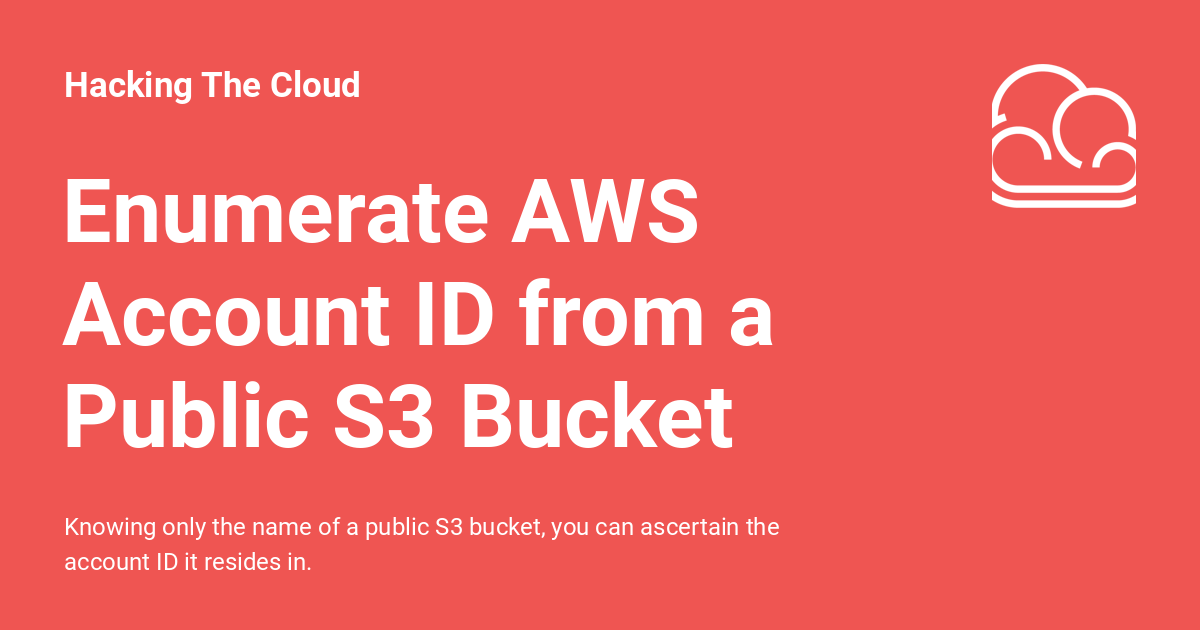 Hacking The Cloud
Enumerate AWS
Account ID from a
Public S3 Bucket
Knowing only the name of a public S3 bucket, you can ascertain the
account ID it resides in.